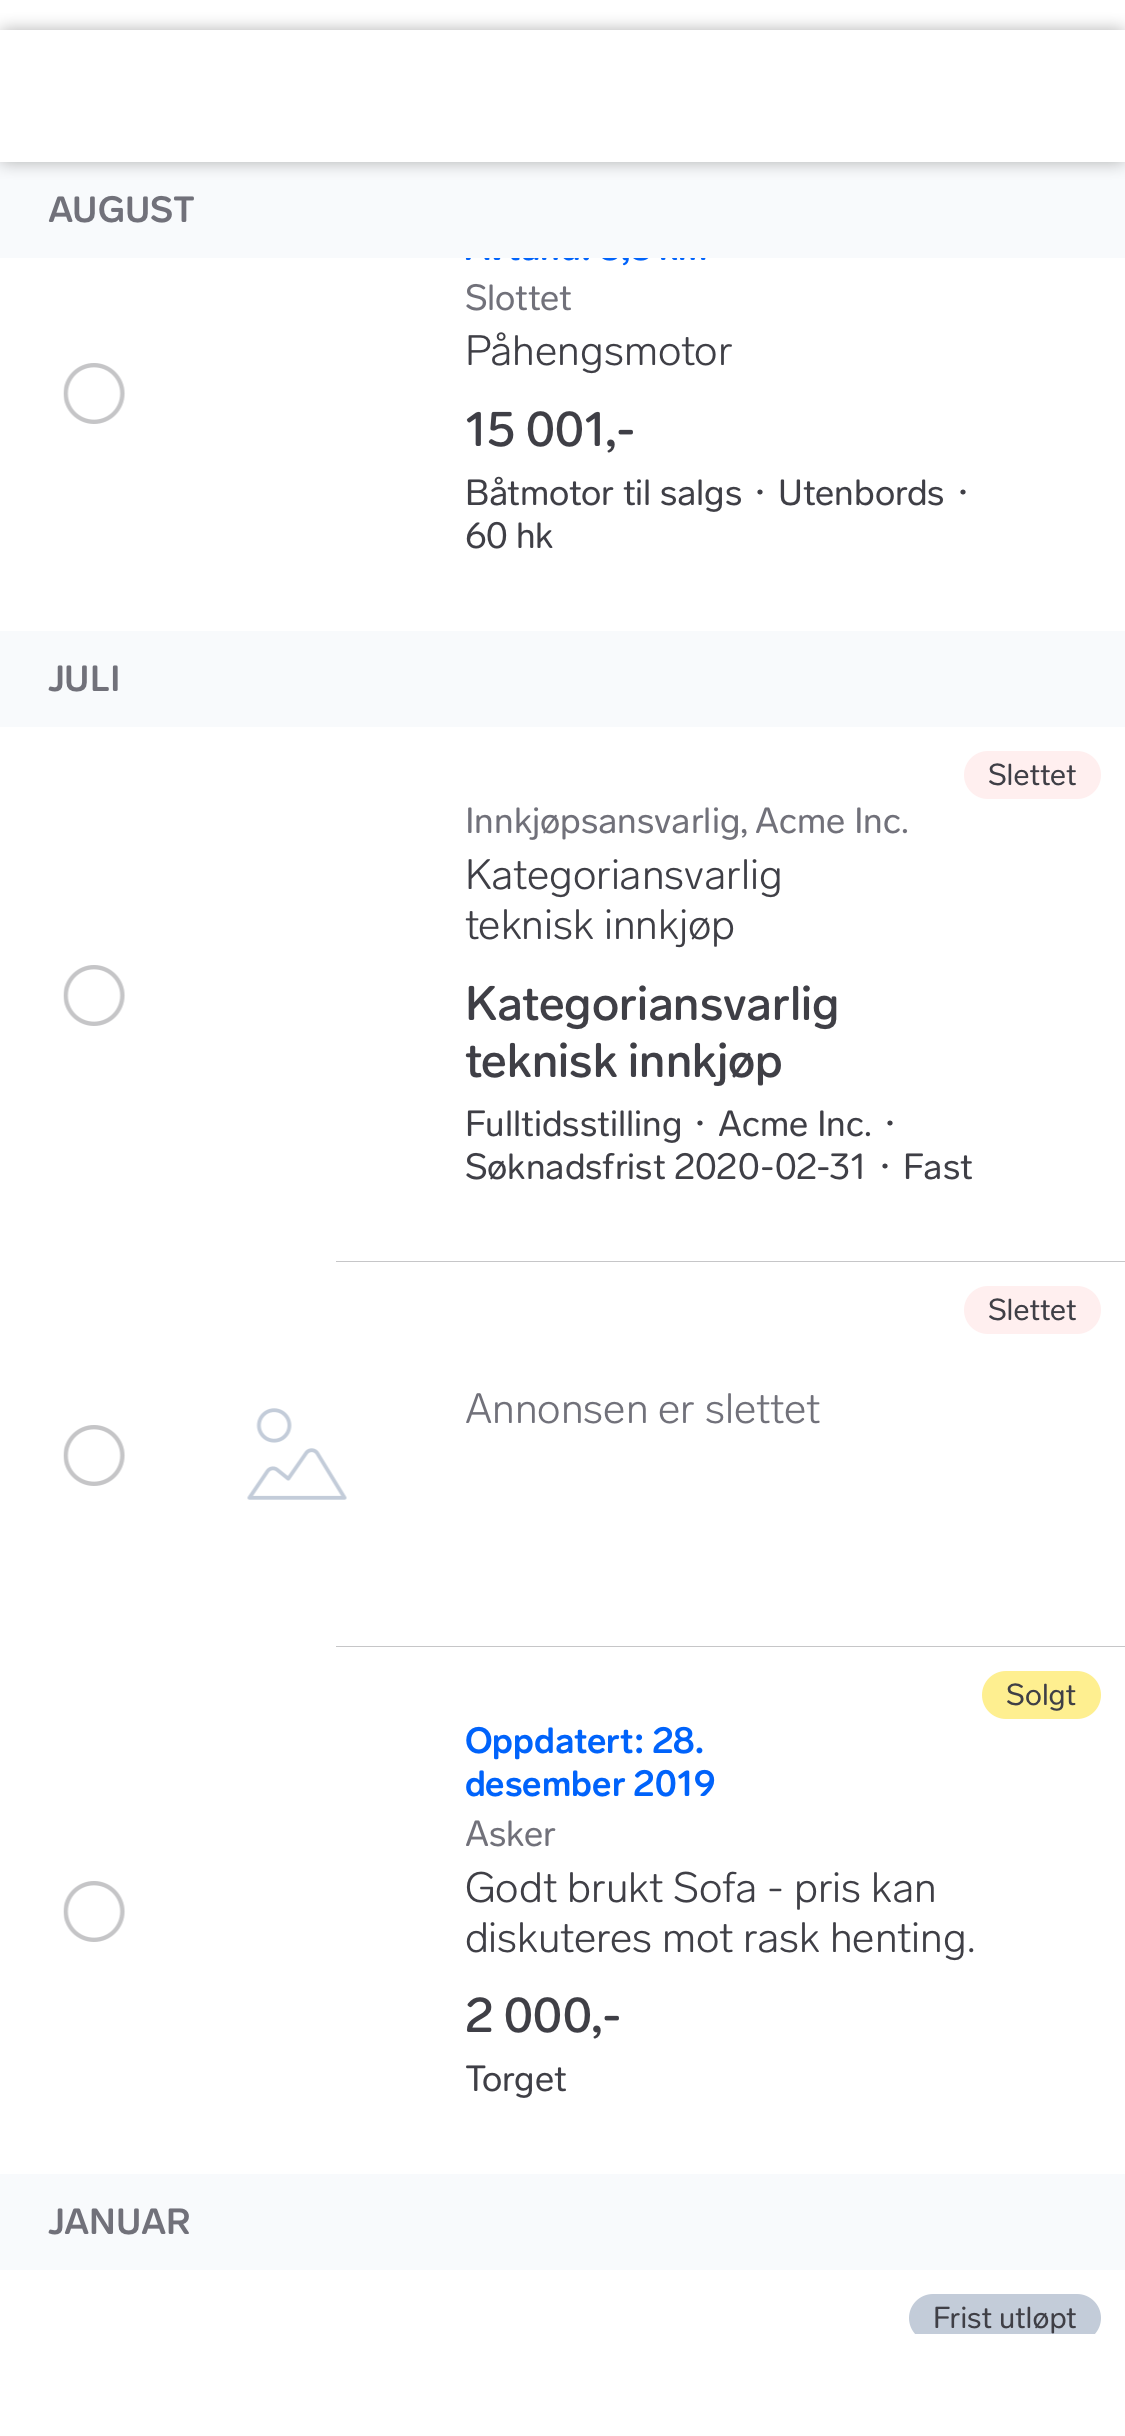 AUGUST
Slottet
Påhengsmotor
15 001,-
Båtmotor til salgs · Utenbords ·
60 hk
JULI
Slettet
Innkjøpsansvarlig, Acme Inc.
Kategoriansvarlig
teknisk innkjøp
Kategoriansvarlig
teknisk innkjøp
Fulltidsstilling · Acme Inc. ·
Søknadsfrist 2020-02-31 · Fast
Slettet
Annonsen er slettet
Solgt
Oppdatert: 28.
desember 2019
Asker
Godt brukt Sofa - pris kan
diskuteres mot rask henting.
2 000,-
Torget
JANUAR
Frist utløpt